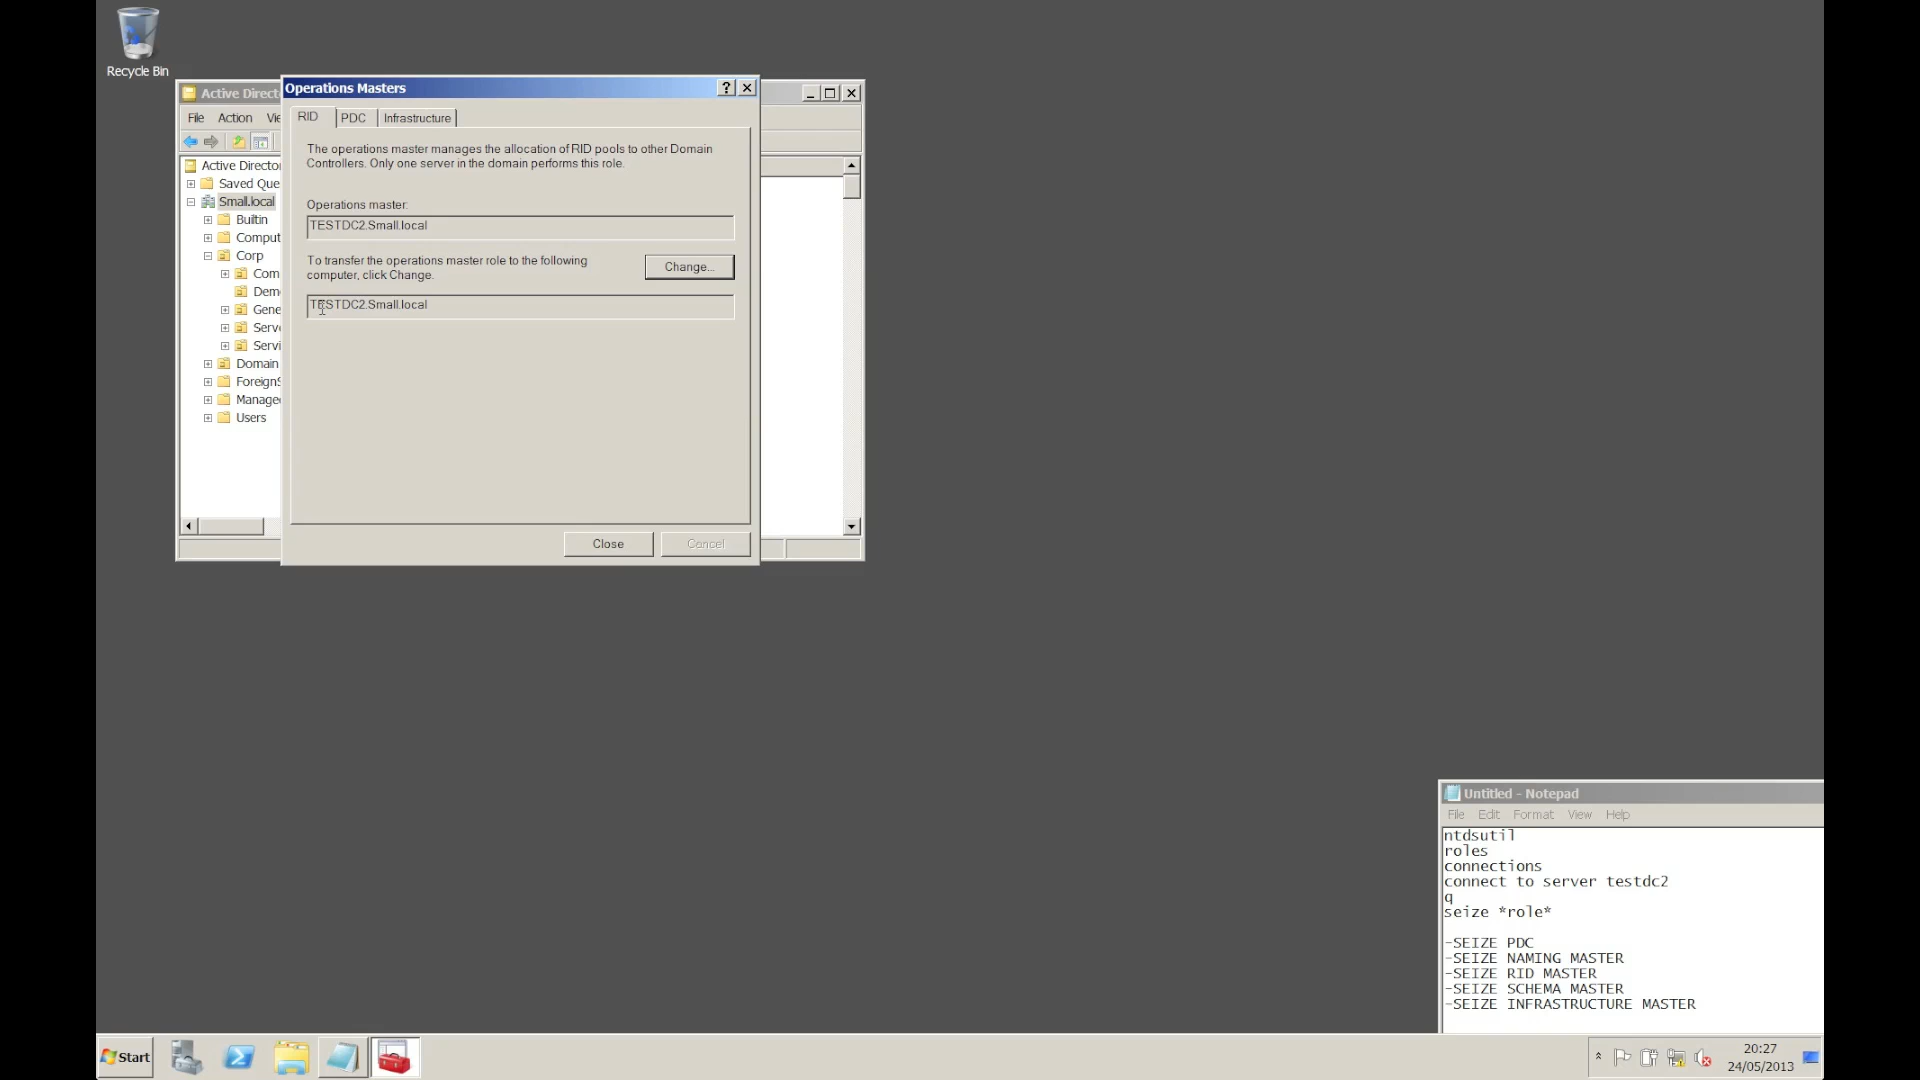 Recycle Bin
Active Direct
Operations Masters
File Action Vie
RID PDC Infrastructure
The operations master manages the allocation of RID pools to other Domain
Controllers. Only one server in the domain performs this role.
Operations master:
TESTDC2.Small.local
To transfer the operations master role to the following
computer, click Change.
Change...
TESTDC2.Small.local
Close
Cancel
Active Directo
Saved Que
Small.local
Builtin
Comput
Corp
Com
Dem
Gene
Serve
Servi
Domain
ForeignS
Manage
Users
Untitled - Notepad
File Edit Format View Help
ntdsutil
roles
connections
connect to server testdc2
q
seize *role*
-SEIZE PDC
-SEIZE NAMING MASTER
-SEIZE RID MASTER
-SEIZE SCHEMA MASTER
-SEIZE INFRASTRUCTURE MASTER
Start
20:27
24/05/2013